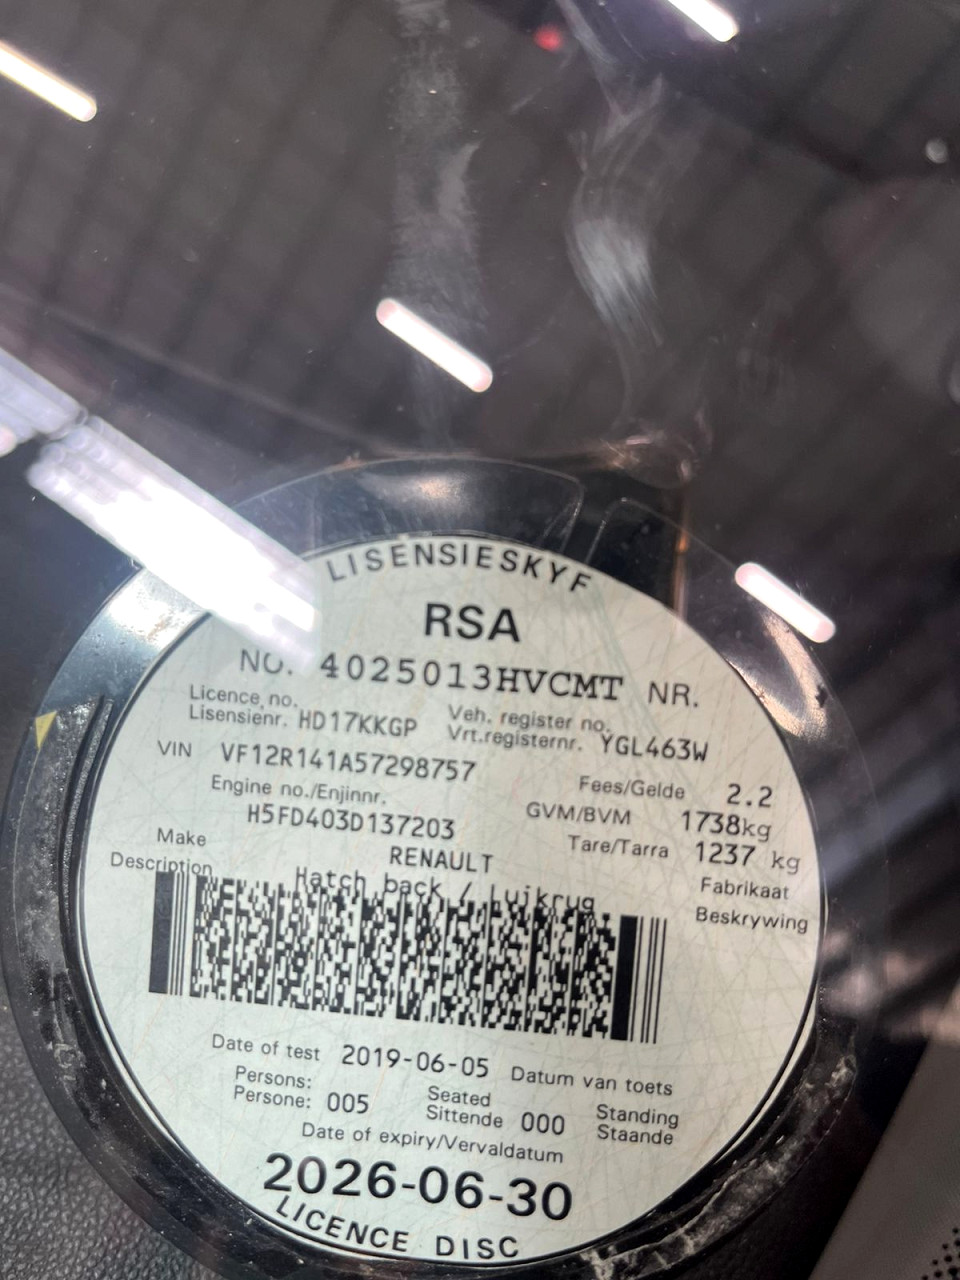 LISENSIESKYF
RSA
NO. 4025013HVCMT NR.
Licence no. Veh. register no.
Lisensienr. HD17KKGP Vrt.registernr. YGL463W
VIN VF12R141A57298757
Engine no./Enjinnr. Fees/Gelde 2.2
H5FD403D137203 GVM/BVM 1738kg
Make RENAULT Tare/Tarra 1237 kg
Fabrikaat
Description Hatch back / Luikrug Beskrywing
Date of test 2019-06-05 Datum van toets
Persons: Seated Standing
Persone: 005 Sittende 000 Staande
Date of expiry/Vervaldatum
2026-06-30
LICENCE DISC